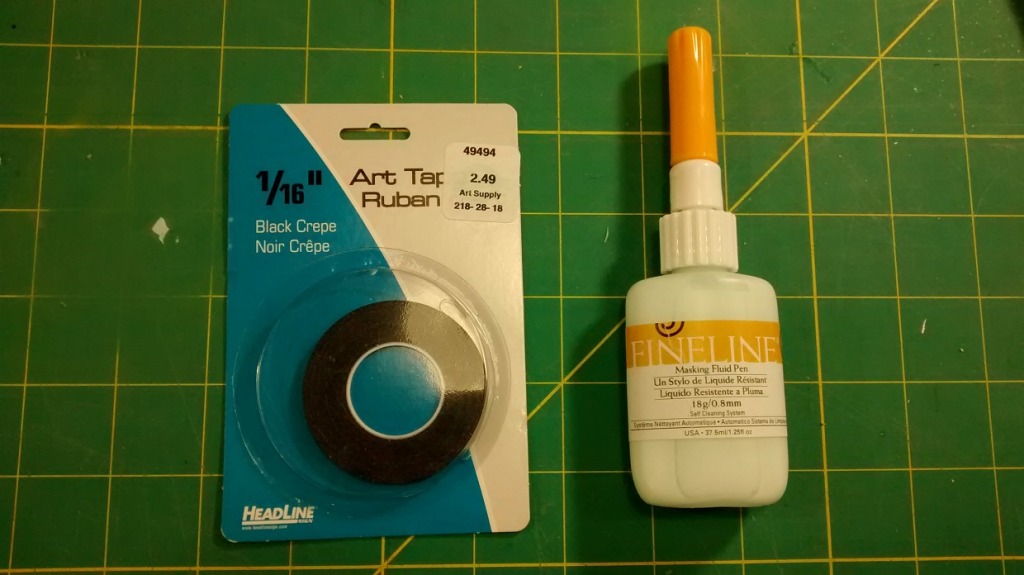 1/16"
Art Tap
Ruban
Black Crepe
Noir Crêpe
49494
2.49
Art Supply
218-28-18
HEADLINE
SIGN
FINELINE
Masking Fluid Pen
Un Stylo de Liquide Résistant
Liquido Resistente a Pluma
18g/0.8mm
Self Cleaning System
Système Néttoyant Automatique • Automatico Sistema de
USA - 37.5ml/1.25fl oz